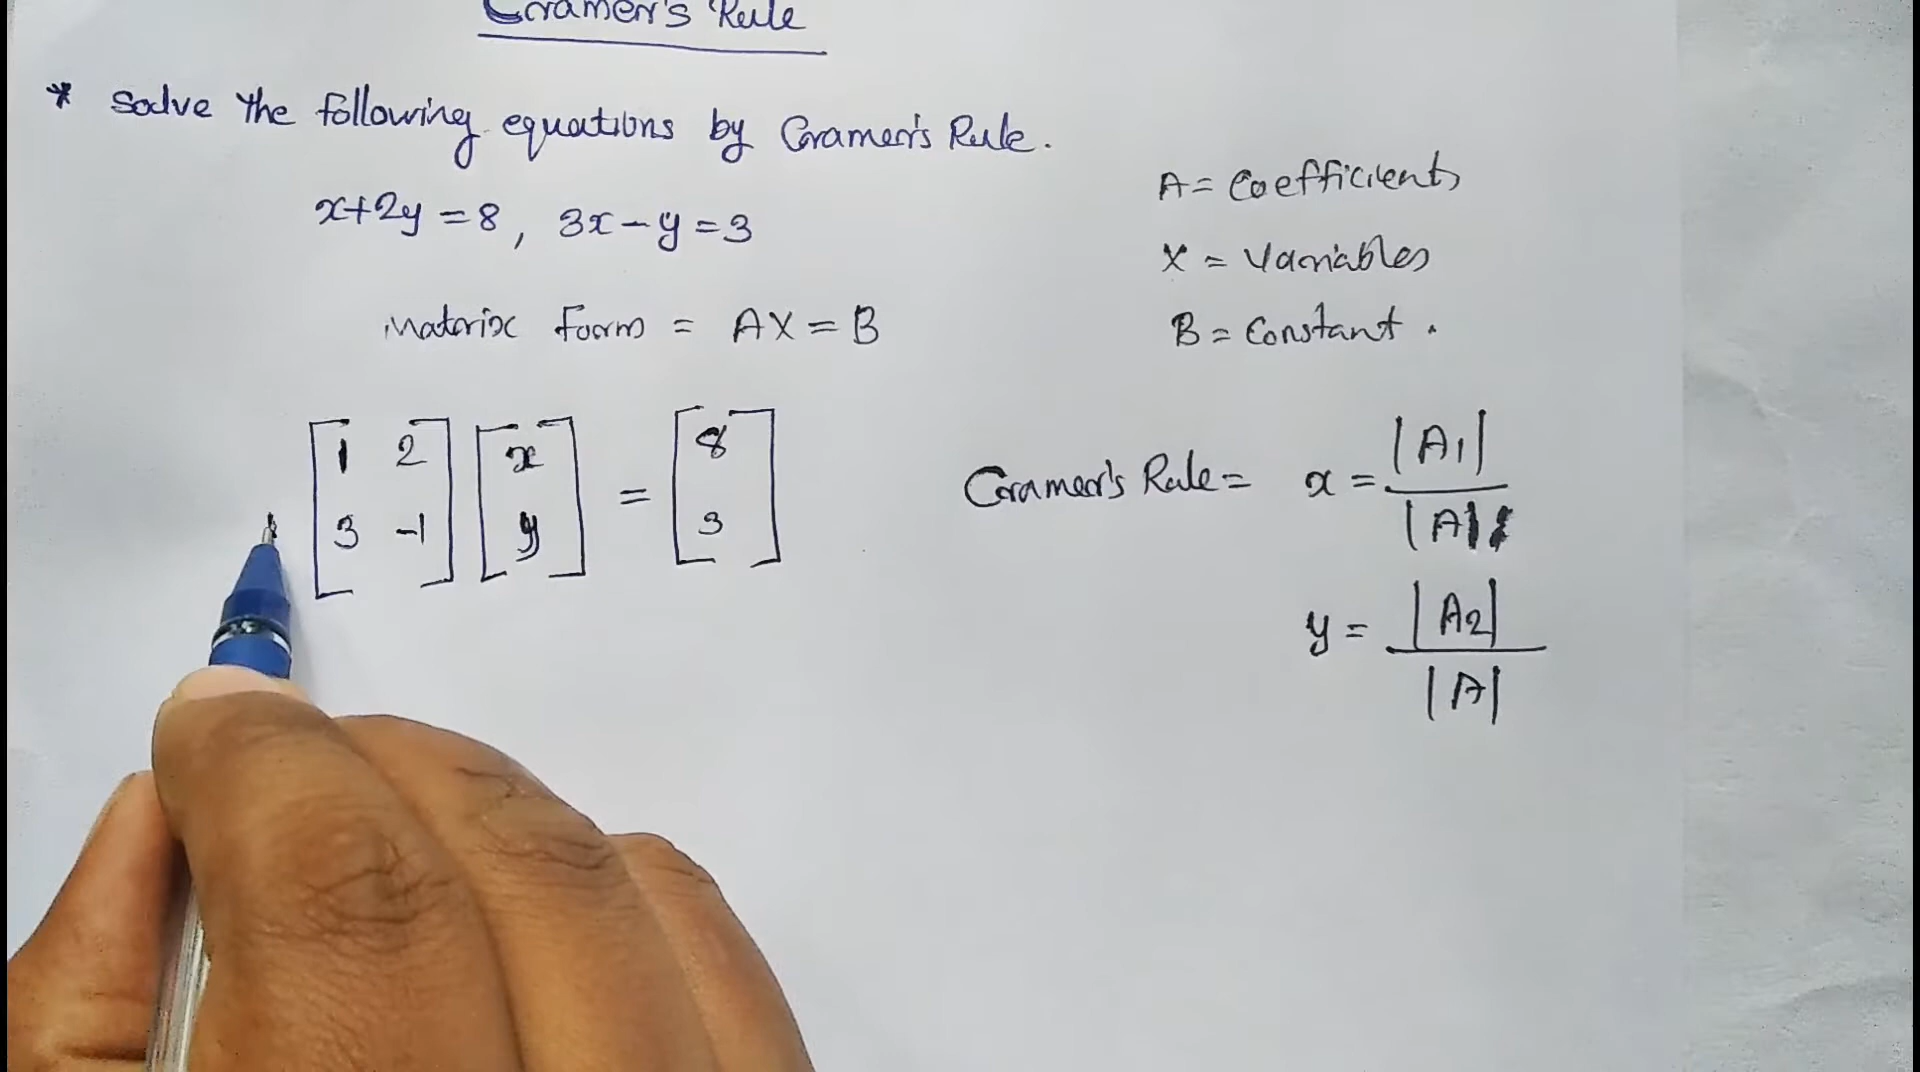 Cramer's Rule
* Solve the following equations by Cramer's Rule.
x+2y=8, 3x-y=3
Matrix Form = AX=B
[1 2
3 -1] [x
y] = [8
3]
A= Coefficients
X = Variables
B = Constant.
Cramer's Rule= x = |A1|
|A|
y = |A2|
|A|